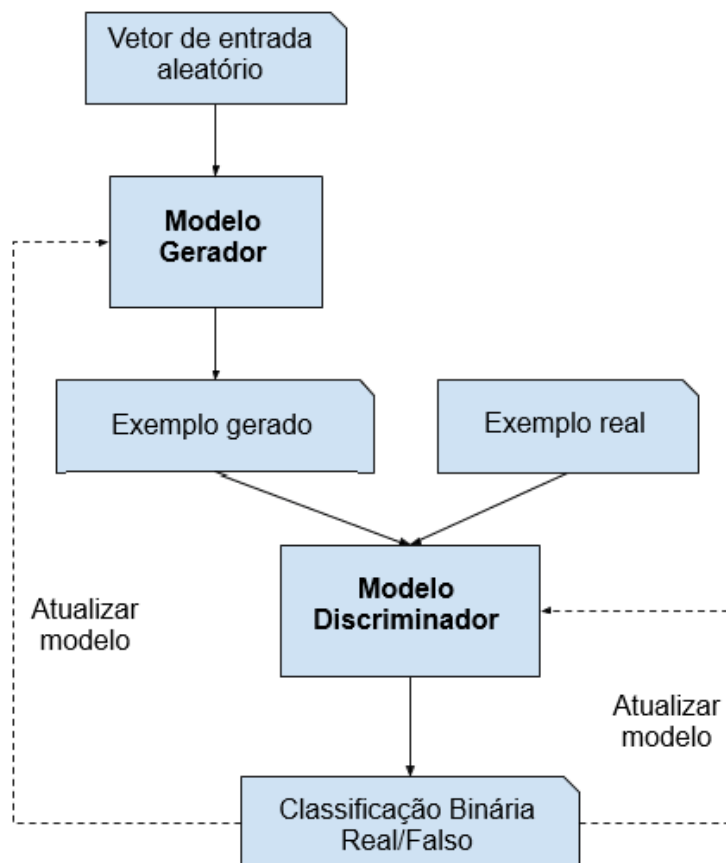 Vetor de entrada
aleatório
Modelo
Gerador
Exemplo gerado
Exemplo real
Modelo
Discriminador
Atualizar
modelo
Atualizar
modelo
Classificação Binária
Real/Falso